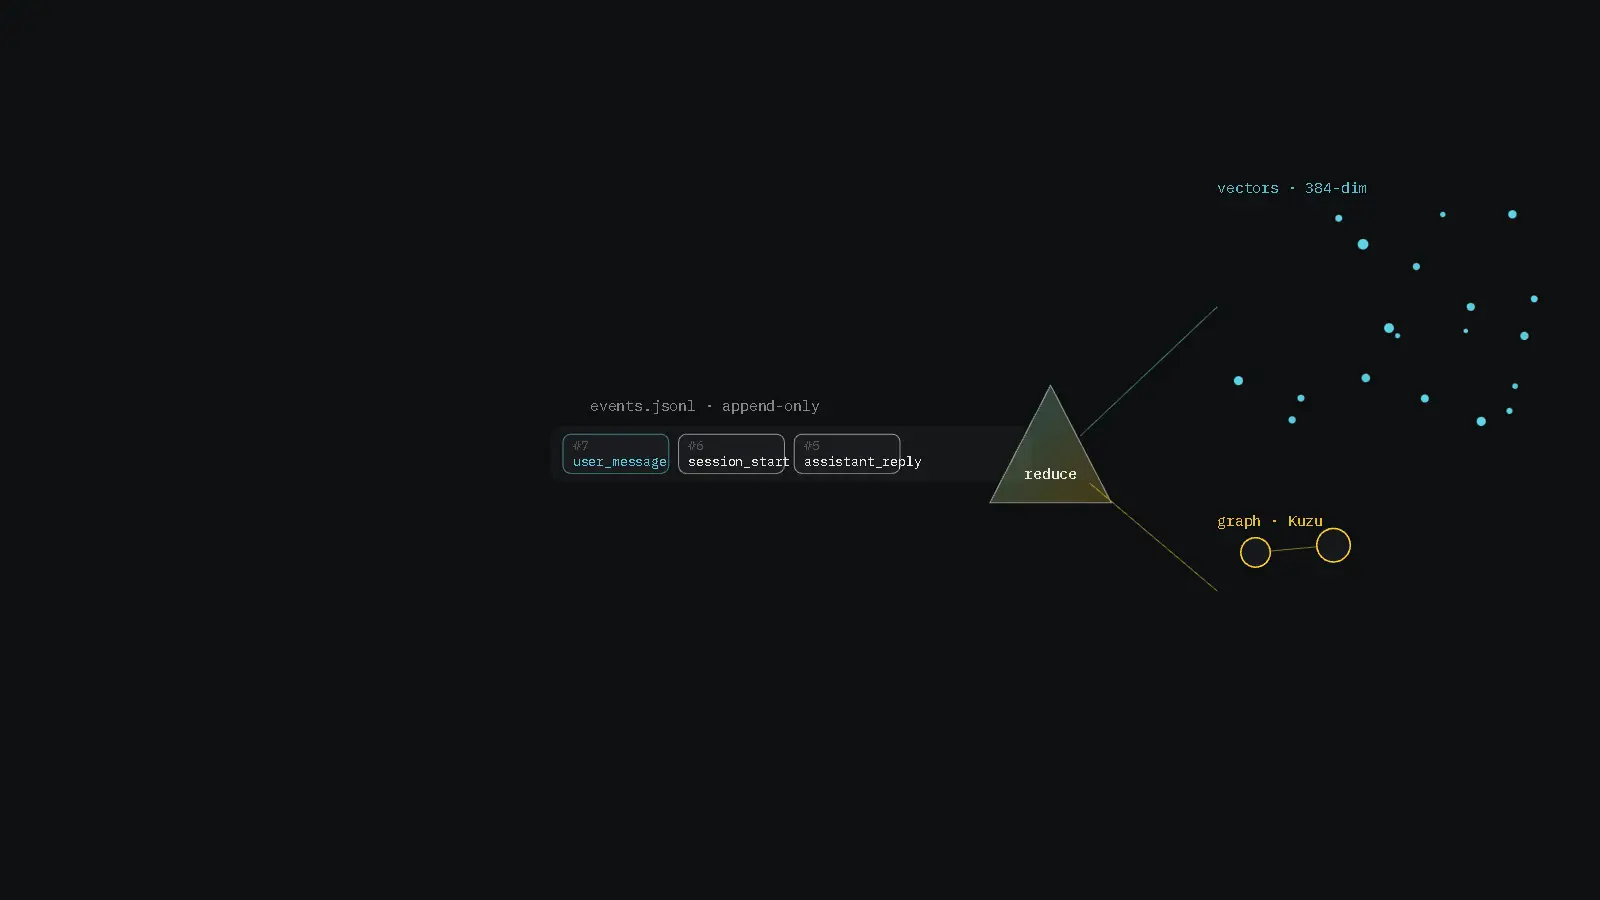 vectors · 384-dim
events.jsonl · append-only
#7
user_message
#6
session_start
#5
assistant_reply
reduce
graph · Kuzu